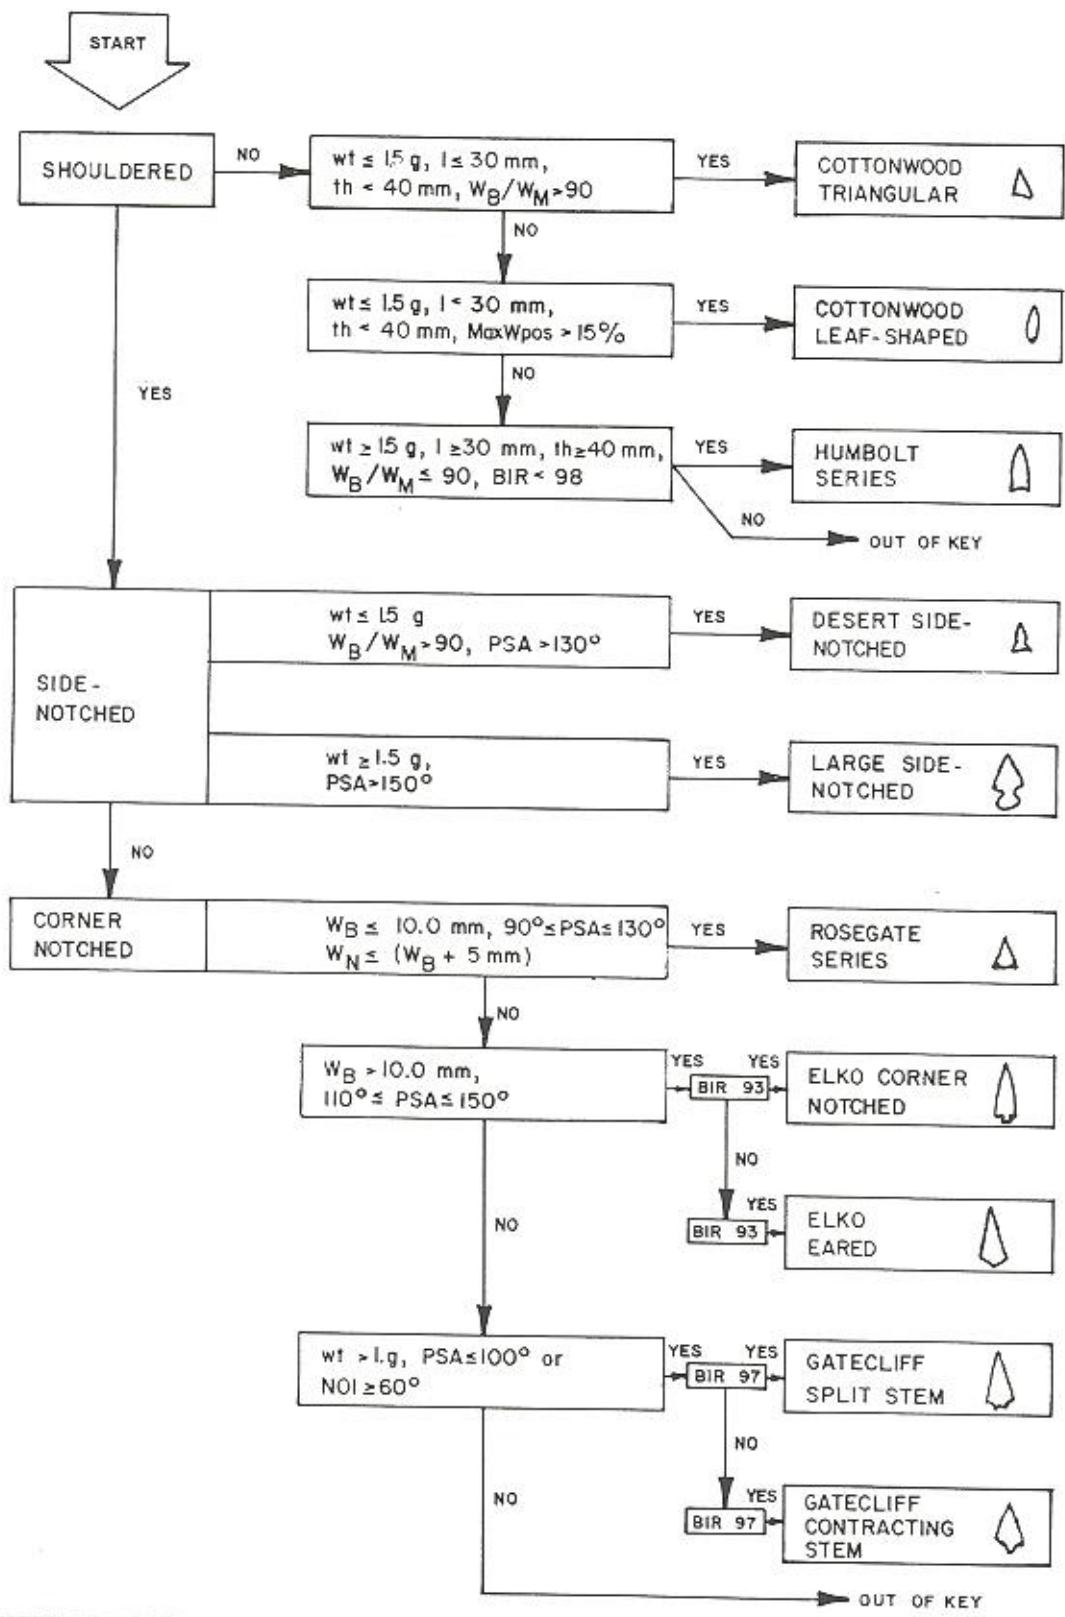 START
SHOULDERED
NO
wt ≤ 1.5 g, l ≤ 30 mm,
th < 40 mm, W_B/W_M > 90
YES
COTTONWOOD
TRIANGULAR
NO
wt ≤ 1.5 g, l < 30 mm,
th < 40 mm, MaxWpos > 15%
YES
COTTONWOOD
LEAF-SHAPED
NO
YES
wt ≥ 1.5 g, l ≥ 30 mm, th ≥ 40 mm,
W_B/W_M ≤ 90, BIR < 98
YES
HUMBOLT
SERIES
NO
OUT OF KEY
SIDE-
NOTCHED
wt ≤ 1.5 g
W_B/W_M > 90, PSA > 130°
YES
DESERT SIDE-
NOTCHED
wt ≥ 1.5 g,
PSA > 150°
YES
LARGE SIDE-
NOTCHED
NO
CORNER
NOTCHED
W_B ≤ 10.0 mm, 90° ≤ PSA ≤ 130°
W_N ≤ (W_B + 5 mm)
YES
ROSEGATE
SERIES
NO
W_B > 10.0 mm,
110° ≤ PSA ≤ 150°
YES
BIR 93
YES
ELKO CORNER
NOTCHED
NO
BIR 93
YES
ELKO
EARED
NO
wt > 1.g, PSA ≤ 100° or
NOI ≥ 60°
YES
BIR 97
YES
GATECLIFF
SPLIT STEM
NO
BIR 97
YES
GATECLIFF
CONTRACTING
STEM
NO
OUT OF KEY